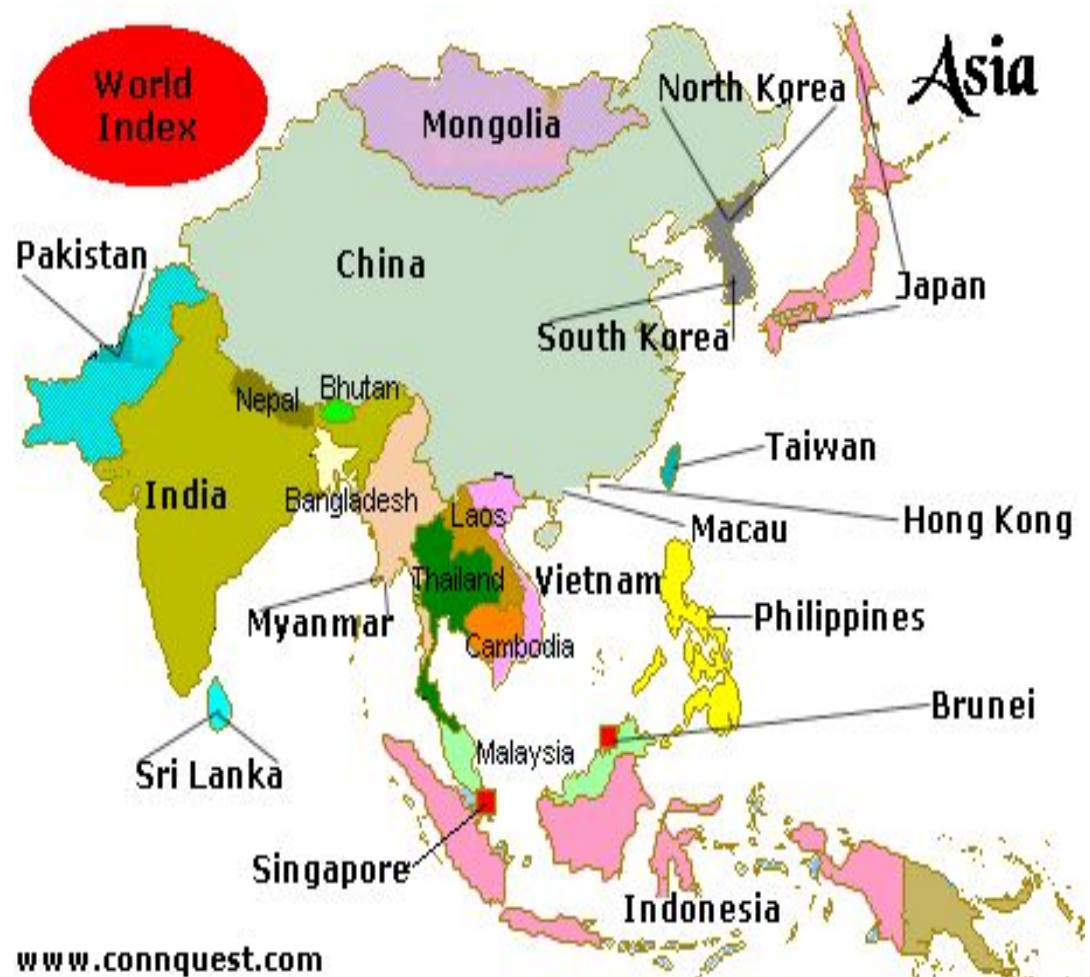 World
Index
Asia
North Korea
Mongolia
Pakistan
China
Japan
South Korea
Nepal
Bhutan
Taiwan
India
Bangladesh
Laos
Macau
Hong Kong
Thailand
Vietnam
Myanmar
Philippines
Cambodia
Brunei
Malaysia
Sri Lanka
Singapore
Indonesia
www.connquest.com